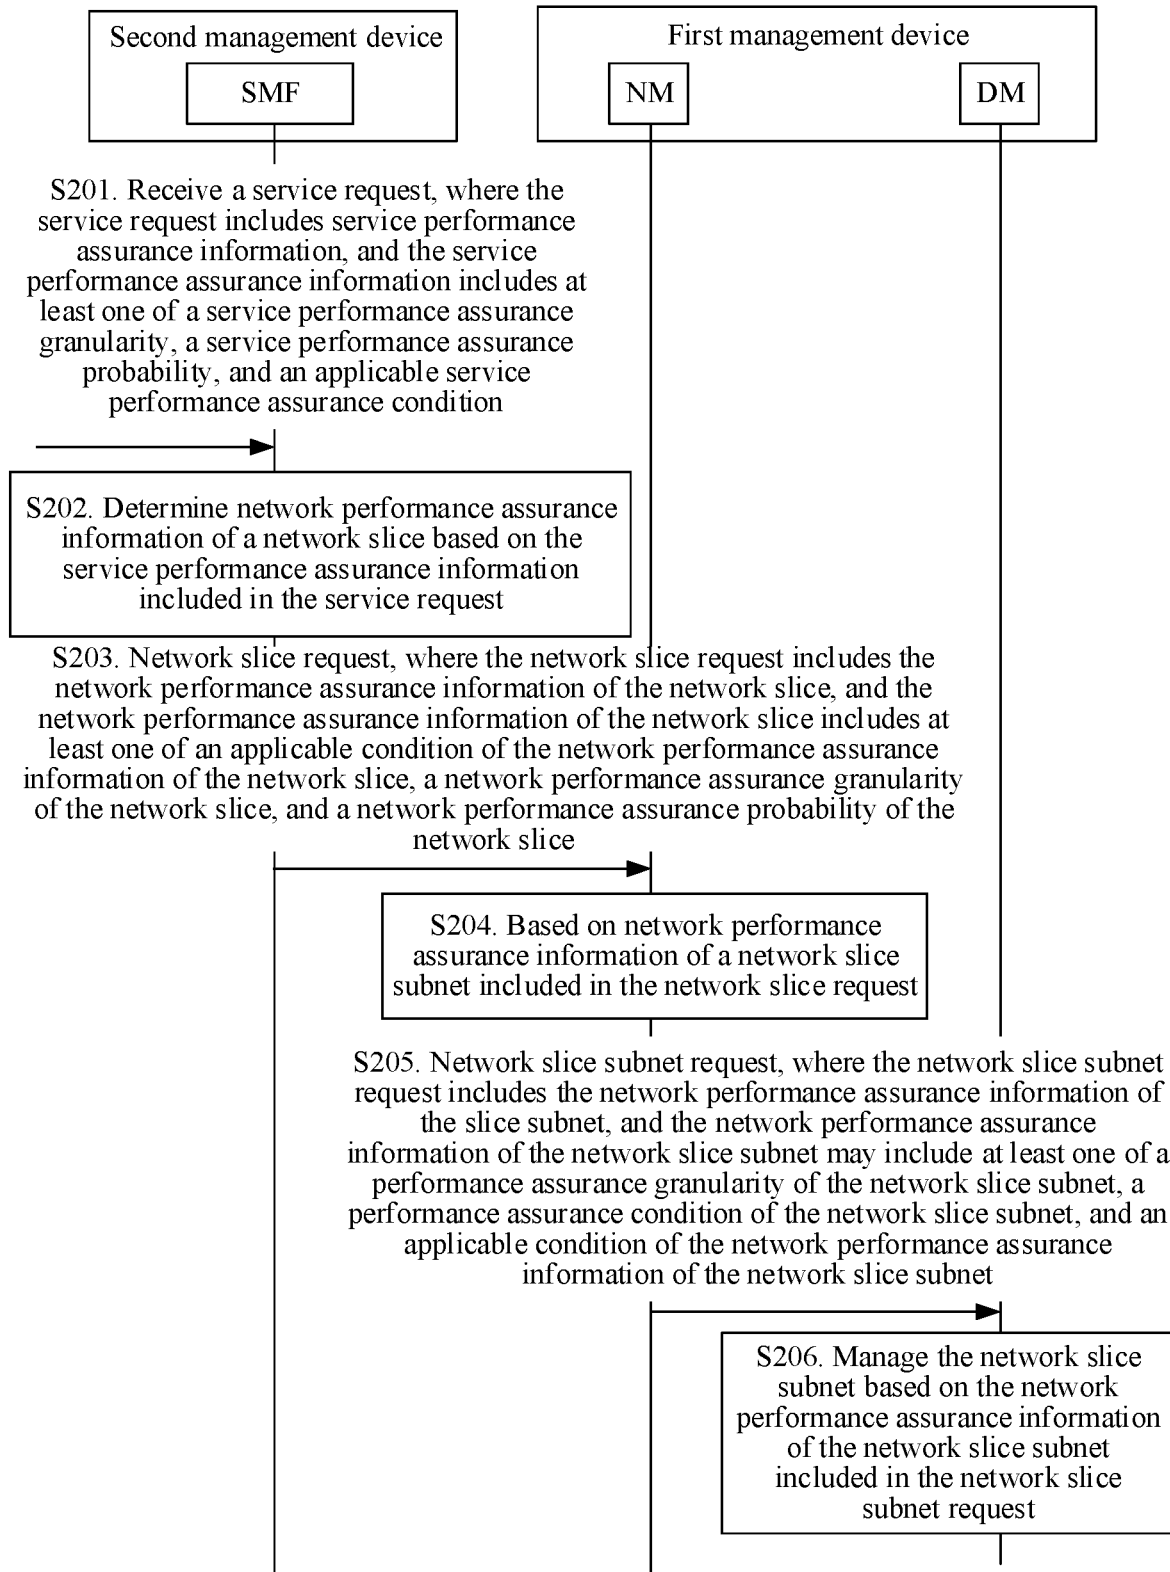 Second management device
SMF
First management device
NM
DM
S201. Receive a service request, where the
service request includes service performance
assurance information, and the service
performance assurance information includes at
least one of a service performance assurance
granularity, a service performance assurance
probability, and an applicable service
performance assurance condition
S202. Determine network performance assurance
information of a network slice based on the
service performance assurance information
included in the service request
S203. Network slice request, where the network slice request includes the
network performance assurance information of the network slice, and the
network performance assurance information of the network slice includes at
least one of an applicable condition of the network performance assurance
information of the network slice, a network performance assurance granularity
of the network slice, and a network performance assurance probability of the
network slice
S204. Based on network performance
assurance information of a network slice
subnet included in the network slice request
S205. Network slice subnet request, where the network slice subnet
request includes the network performance assurance information of
the slice subnet, and the network performance assurance
information of the network slice subnet may include at least one of a
performance assurance granularity of the network slice subnet, a
performance assurance condition of the network slice subnet, and an
applicable condition of the network performance assurance
information of the network slice subnet
S206. Manage the network slice
subnet based on the network
performance assurance information
of the network slice subnet
included in the network slice
subnet request